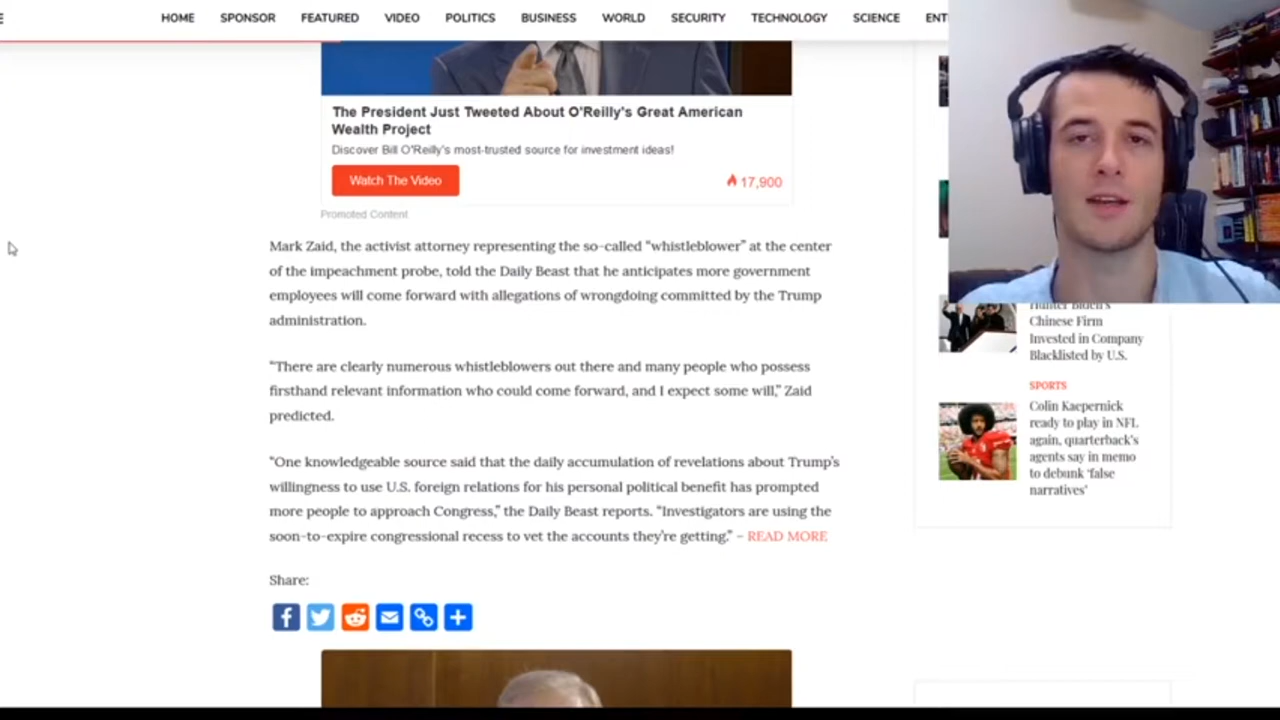 HOME SPONSOR FEATURED VIDEO POLITICS BUSINESS WORLD SECURITY TECHNOLOGY SCIENCE ENT
The President Just Tweeted About O'Reilly's Great American
Wealth Project
Discover Bill O'Reilly's most-trusted source for investment ideas!
Watch The Video
17,900
Promoted Content
Mark Zaid, the activist attorney representing the so-called “whistleblower” at the center
of the impeachment probe, told the Daily Beast that he anticipates more government
employees will come forward with allegations of wrongdoing committed by the Trump
administration.
“There are clearly numerous whistleblowers out there and many people who possess
firsthand relevant information who could come forward, and I expect some will,” Zaid
predicted.
“One knowledgeable source said that the daily accumulation of revelations about Trump’s
willingness to use U.S. foreign relations for his personal political benefit has prompted
more people to approach Congress,” the Daily Beast reports. “Investigators are using the
soon-to-expire congressional recess to vet the accounts they’re getting.” – READ MORE
Share:
Hunter Biden's
Chinese Firm
Invested in Company
Blacklisted by U.S.
SPORTS
Colin Kaepernick
ready to play in NFL
again, quarterback's
agents say in memo
to debunk 'false
narratives'